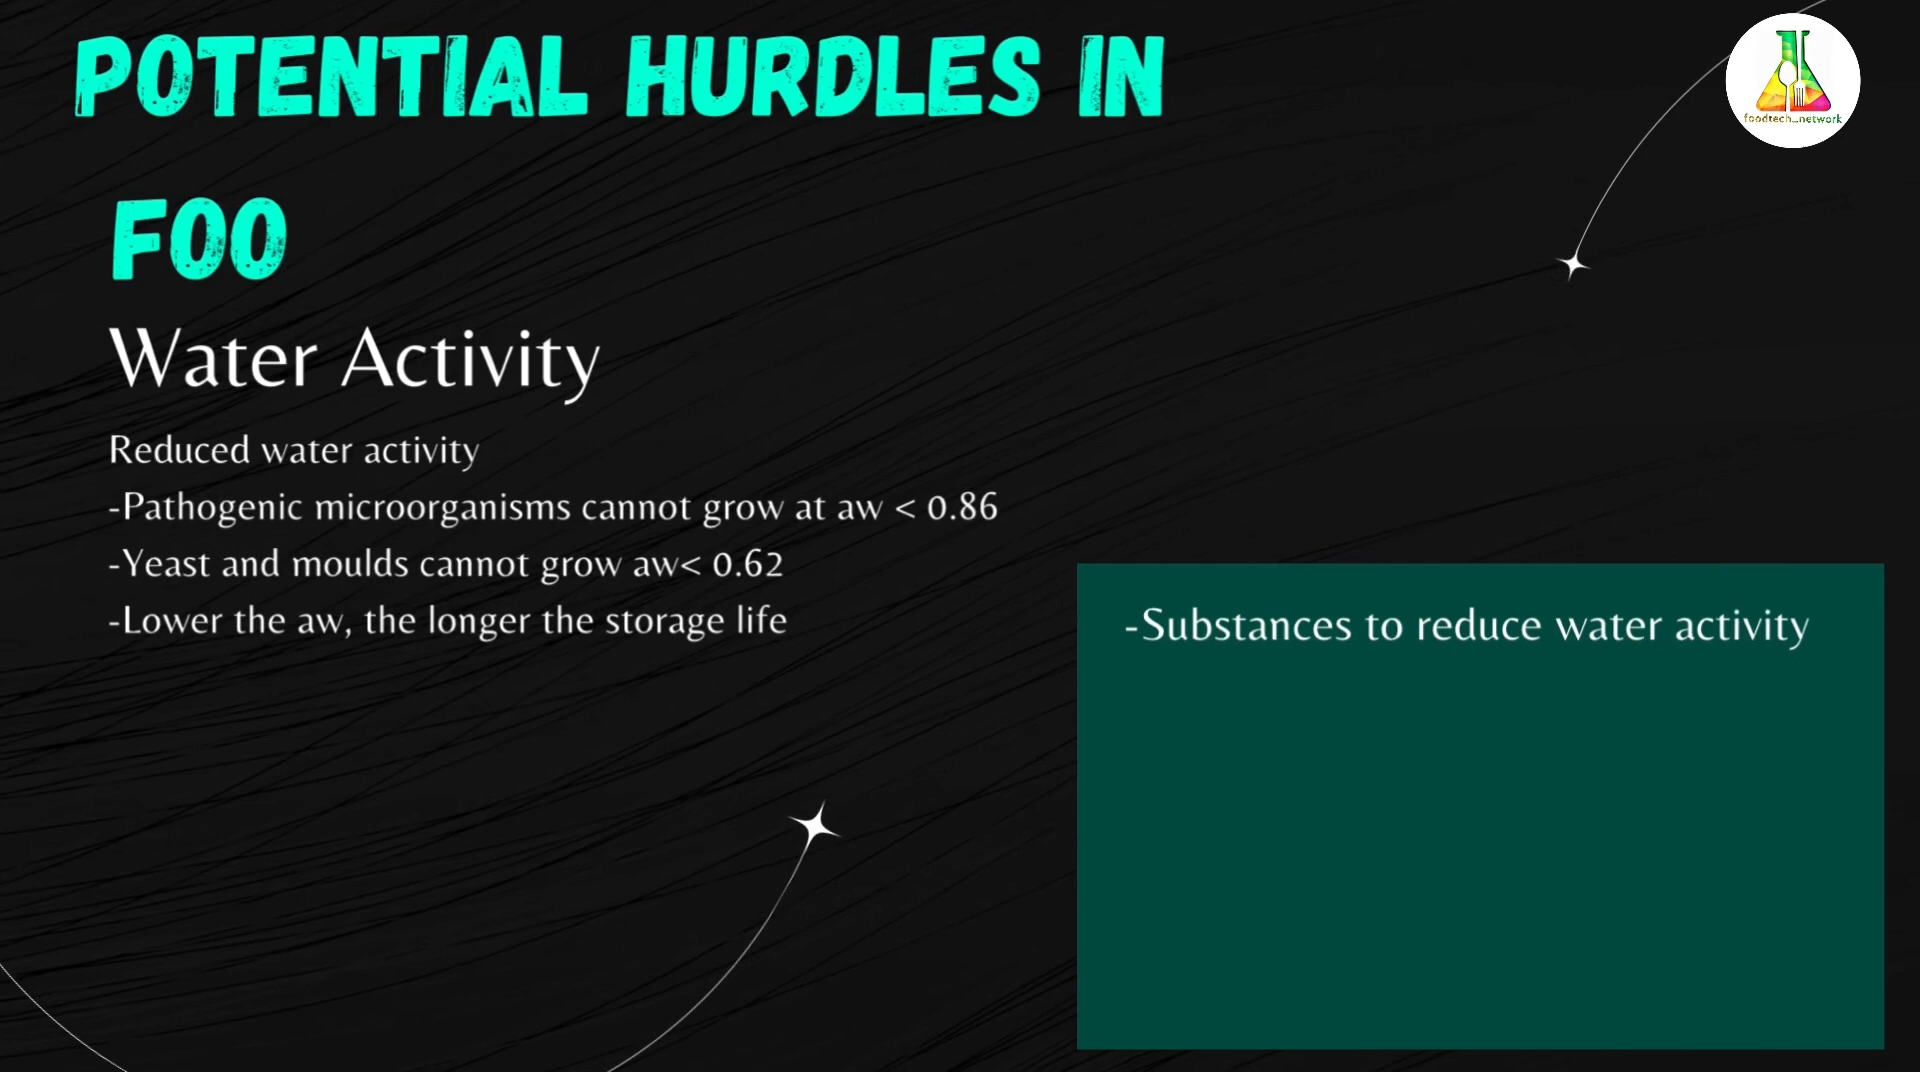 POTENTIAL HURDLES IN
FOO
foodtech_network
Water Activity
Reduced water activity
-Pathogenic microorganisms cannot grow at aw < 0.86
-Yeast and moulds cannot grow aw< 0.62
-Lower the aw, the longer the storage life
-Substances to reduce water activity